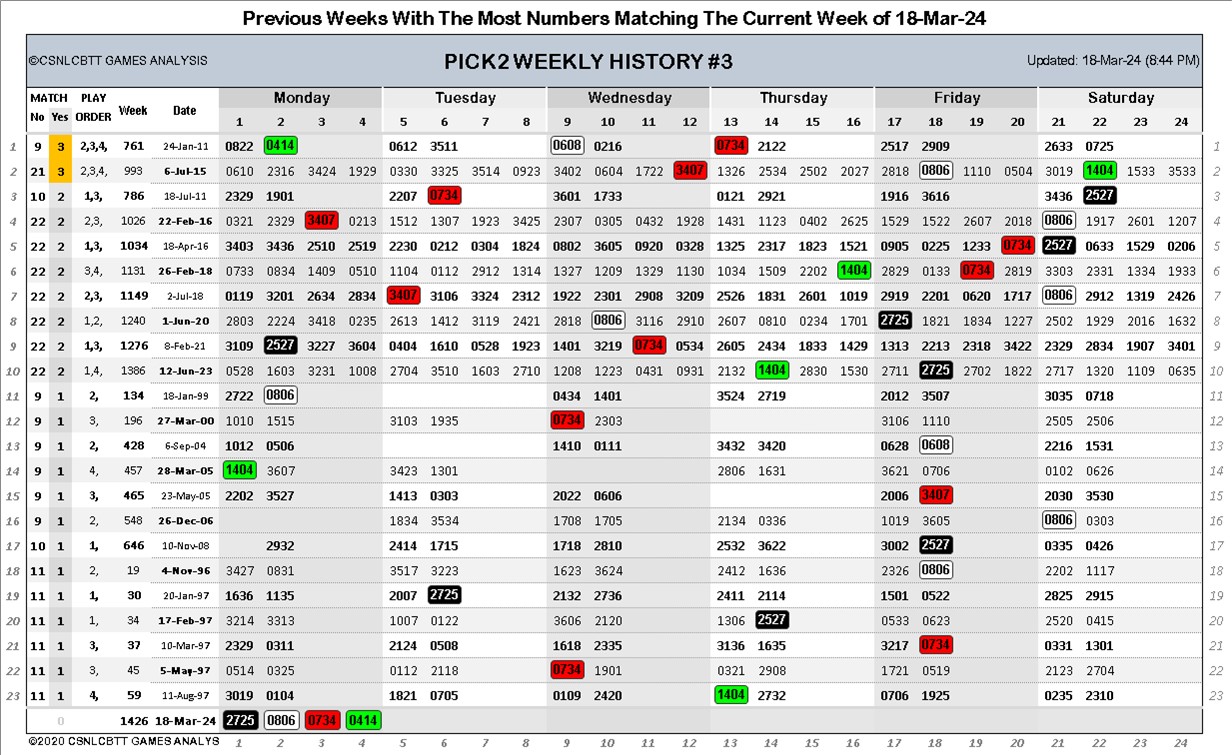 Previous Weeks With The Most Numbers Matching The Current Week of 18-Mar-24
©CSNLCBTT GAMES ANALYSIS PICK2 WEEKLY HISTORY #3 Updated: 18-Mar-24 (8:44 PM)
MATCH PLAY Week Date Monday Tuesday Wednesday Thursday Friday Saturday
No Yes ORDER 1 2 3 4 5 6 7 8 9 10 11 12 13 14 15 16 17 18 19 20 21 22 23 24
1 9 3 2,3,4, 761 24-Jan-11 0822 0414 0612 3511 0608 0216 0734 2122 2517 2909 2633 0725 1
2 21 3 2,3,4, 993 6-Jul-15 0610 2316 3424 1929 0330 3325 3514 0923 3402 0604 1722 3407 1326 2534 2502 2027 2818 0806 1110 0504 3019 1404 1533 3533 2
3 10 2 1,3, 786 18-Jul-11 2329 1901 2207 0734 3601 1733 0121 2921 1916 3616 3436 2527 3
4 22 2 2,3, 1026 22-Feb-16 0321 2329 3407 0213 1512 1307 1923 3425 2307 0305 0432 1928 1431 1123 0402 2625 1529 1522 2607 2018 0806 1917 2601 1207 4
5 22 2 1,3, 1034 18-Apr-16 3403 3436 2510 2519 2230 0212 0304 1824 0802 3605 0920 0328 1325 2317 1823 1521 0905 0225 1233 0734 2527 0633 1529 0206 5
6 22 2 3,4, 1131 26-Feb-18 0733 0834 1409 0510 1104 0112 2912 1314 1327 1209 1329 1130 1034 1509 2202 1404 2829 0133 0734 2819 3303 2331 1334 1933 6
7 22 2 2,3, 1149 2-Jul-18 0119 3201 2634 2834 3407 3106 3324 2312 1922 2301 2908 3209 2526 1831 2601 1019 2919 2201 0620 1717 0806 2912 1319 2426 7
8 22 2 1,2, 1240 1-Jun-20 2803 2224 3418 0235 2613 1412 3119 2421 2818 0806 3116 2910 2607 0810 0234 1701 2725 1821 1834 1227 2502 1929 2016 1632 8
9 22 2 1,3, 1276 8-Feb-21 3109 2527 3227 3604 0404 1610 0528 1923 1401 3219 0734 0534 2605 2434 1833 1429 1313 2213 2318 3422 2329 2834 1907 3401 9
10 22 2 1,4, 1386 12-Jun-23 0528 1603 3231 1008 2704 3510 1603 2710 1208 1223 0431 0931 2132 1404 2830 1530 2711 2725 2702 1822 2717 1320 1109 0635 10
11 9 1 2, 134 18-Jan-99 2722 0806 0434 1401 3524 2719 2012 3507 3035 0718 11
12 9 1 3, 196 27-Mar-00 1010 1515 3103 1935 0734 2303 3106 1110 2505 2506 12
13 9 1 2, 428 6-Sep-04 1012 0506 1410 0111 3432 3420 0628 0608 2216 1531 13
14 9 1 4, 457 28-Mar-05 1404 3607 3423 1301 2806 1631 3621 0706 0102 0626 14
15 9 1 3, 465 23-May-05 2202 3527 1413 0303 2022 0606 2006 3407 2030 3530 15
16 9 1 2, 548 26-Dec-06 1834 3534 1708 1705 2134 0336 1019 3605 0806 0303 16
17 10 1 1, 646 10-Nov-08 2932 2414 1715 1718 2810 2532 3622 3002 2527 0335 0426 17
18 11 1 2, 19 4-Nov-96 3427 0831 3517 3223 1623 3624 2412 1636 2326 0806 2202 1117 18
19 11 1 1, 30 20-Jan-97 1636 1135 2007 2725 2132 2736 2411 2114 1501 0522 2825 2915 19
20 11 1 1, 34 17-Feb-97 3214 3313 1007 0122 3606 2120 1306 2527 0533 0623 2520 0415 20
21 11 1 3, 37 10-Mar-97 2329 0311 2124 0508 1618 2335 3136 1635 3217 0734 0331 1301 21
22 11 1 3, 45 5-May-97 0514 0325 0112 2118 0734 1901 0321 2908 1721 0519 2123 2704 22
23 11 1 4, 59 11-Aug-97 3019 0104 1821 0705 0109 2420 1404 2732 0706 1925 0235 2310 23
0 1426 18-Mar-24 2725 0806 0734 0414
©2020 CSNLCBTT GAMES ANALYS 1 2 3 4 5 6 7 8 9 10 11 12 13 14 15 16 17 18 19 20 21 22 23 24